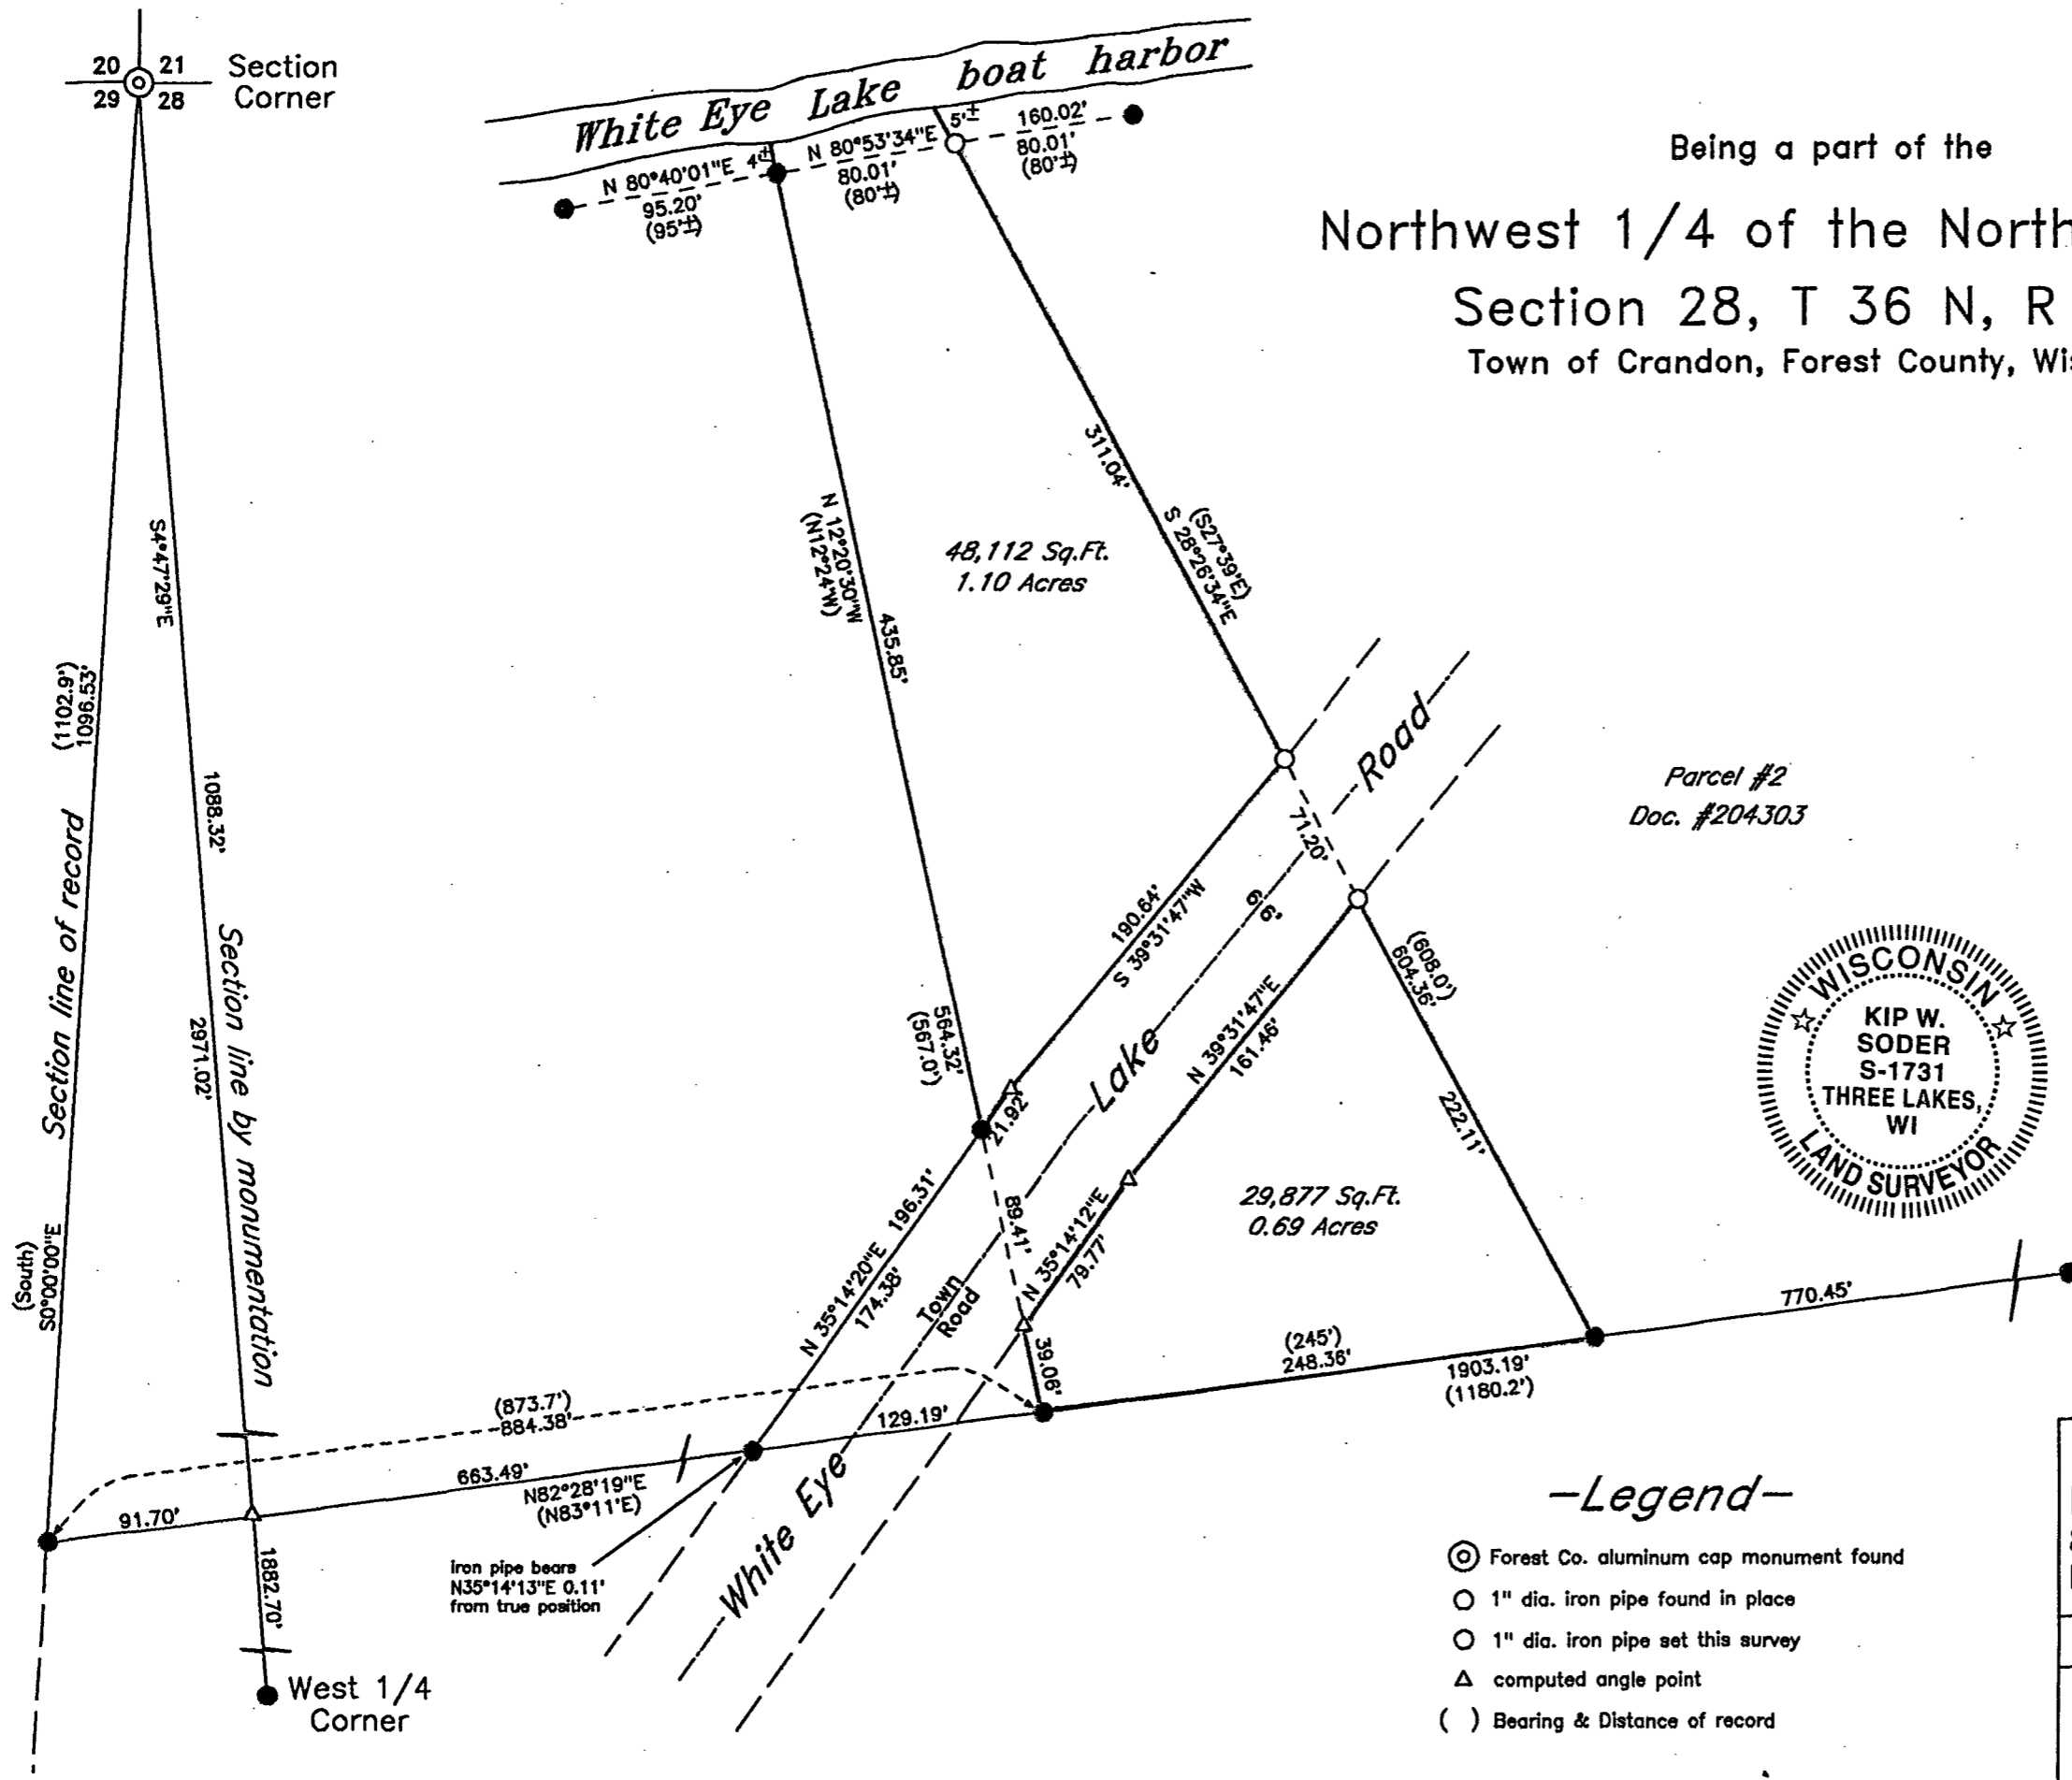 20 21
29 28
Section
Corner
White Eye Lake boat harbor
N 80°40'01"E
95.20'
(95'±)
4'±
N 80°53'34"E
80.01'
(80'±)
5'±
160.02'
80.01'
(80'±)
Being a part of the
Northwest 1/4 of the North
Section 28, T 36 N, R
Town of Crandon, Forest County, Wis
S4°47'29"E
1088.32'
2971.02'
Section line by monumentation
(1102.9')
1096.53'
Section line of record
(South)
S0°00'00"E
N 12°20'30"W
(N12°24'W)
435.85'
564.32'
(567.0')
48,112 Sq.Ft.
1.10 Acres
311.04'
(S27°39'E)
S 28°26'34"E
190.64'
S 39°31'47"W
21.92'
71.20'
66'
White Eye Lake Road
Town
Road
Parcel #2
Doc. #204303
(608.0')
604.36'
222.11'
N 39°31'47"E
161.46'
N 35°14'12"E
79.77'
89.41'
39.06'
N 35°14'20"E 196.31'
174.38'
29,877 Sq.Ft.
0.69 Acres
WISCONSIN
KIP W.
SODER
S-1731
THREE LAKES,
WI
LAND SURVEYOR
770.45'
(245')
248.36'
1903.19'
(1180.2')
129.19'
(873.7')
884.38'
663.49'
N82°28'19"E
(N83°11'E)
91.70'
1882.70'
iron pipe bears
N35°14'13"E 0.11'
from true position
West 1/4
Corner
-Legend-
Forest Co. aluminum cap monument found
1" dia. iron pipe found in place
1" dia. iron pipe set this survey
computed angle point
( ) Bearing & Distance of record